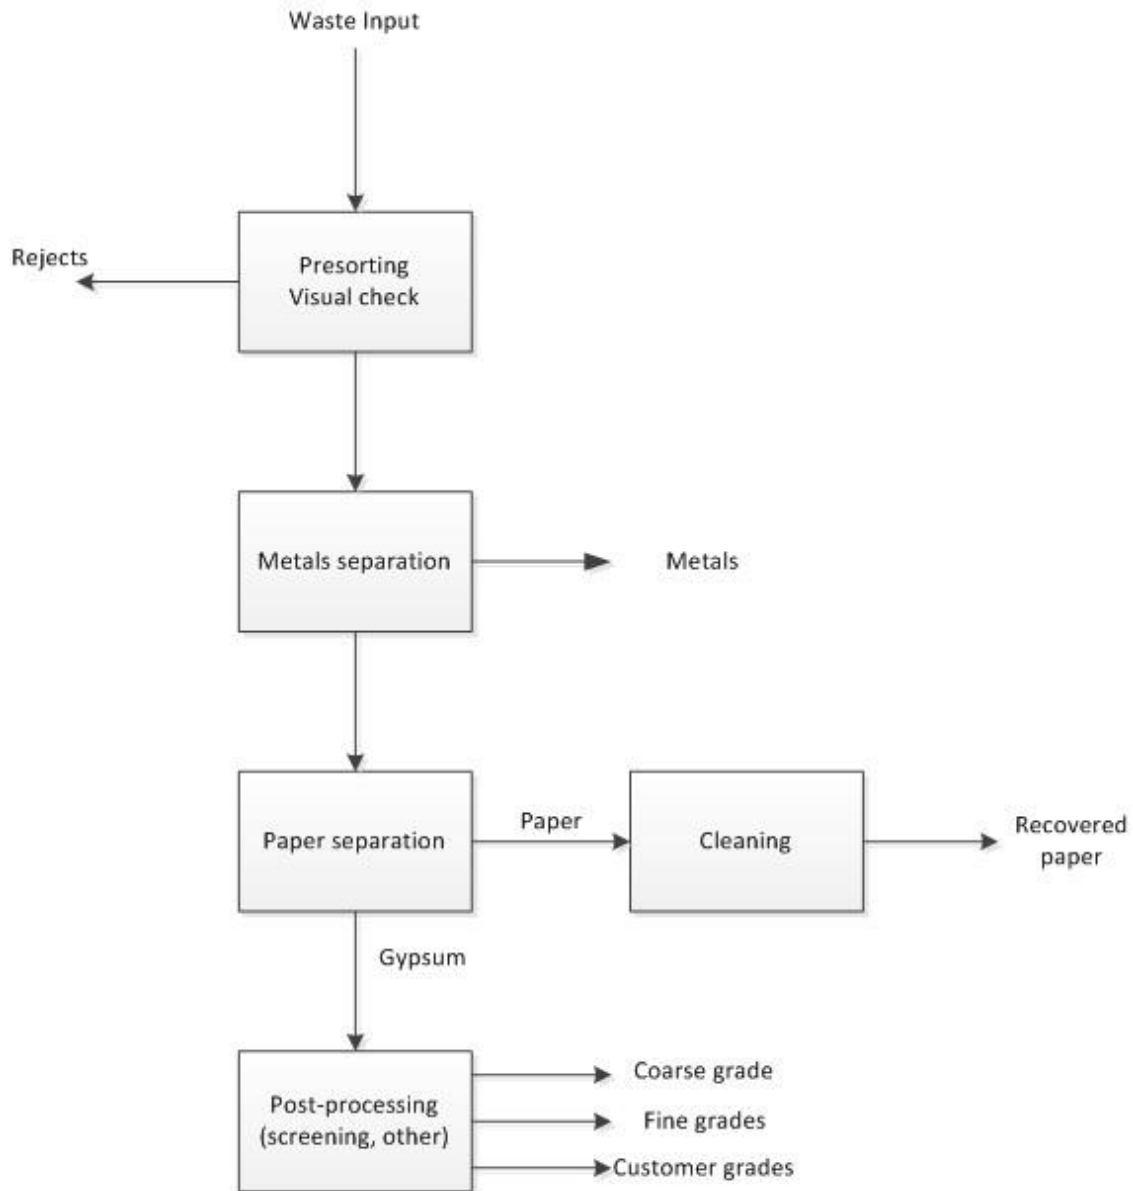 Waste Input
Rejects
Presorting
Visual check
Metals separation
Metals
Paper separation
Paper
Cleaning
Recovered
paper
Gypsum
Post-processing
(screening, other)
Coarse grade
Fine grades
Customer grades